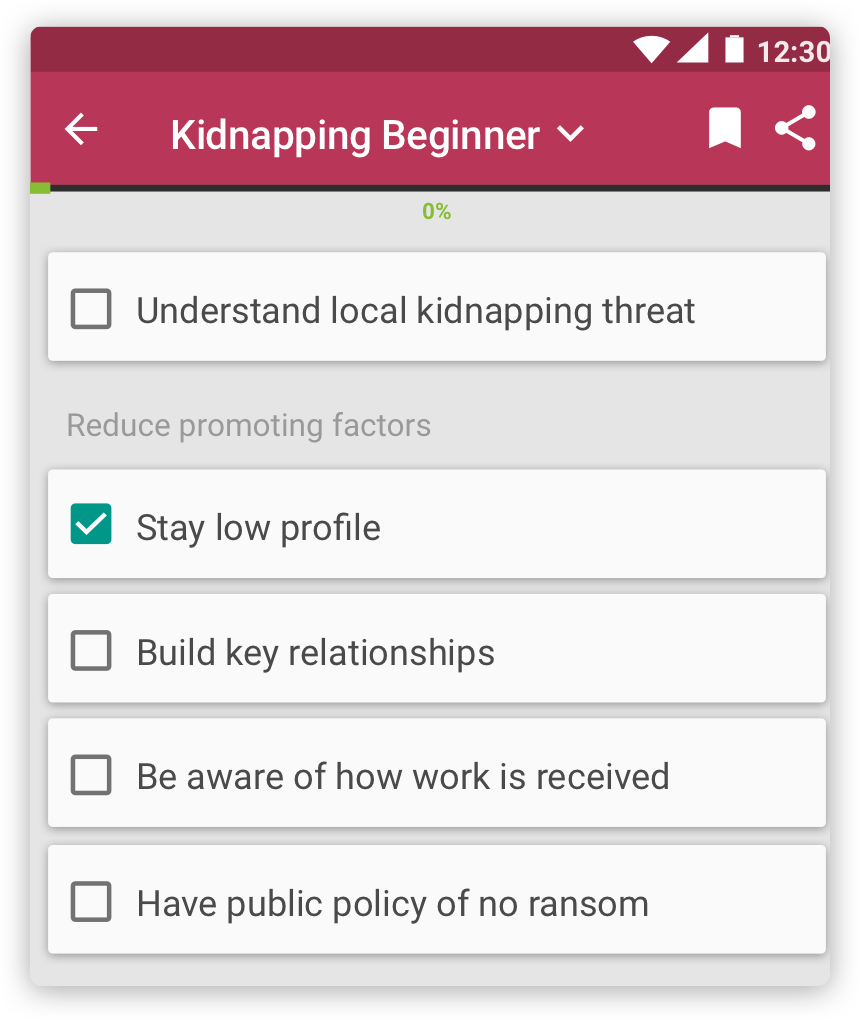 12:30
Kidnapping Beginner
0%
Understand local kidnapping threat
Reduce promoting factors
Stay low profile
Build key relationships
Be aware of how work is received
Have public policy of no ransom